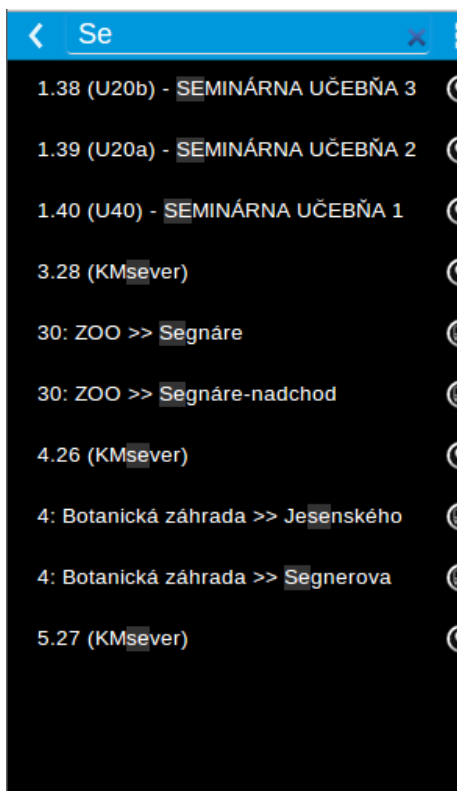 Se
1.38 (U20b) - SEMINÁRNA UČEBŇA 3
1.39 (U20a) - SEMINÁRNA UČEBŇA 2
1.40 (U40) - SEMINÁRNA UČEBŇA 1
3.28 (KMsever)
30: ZOO >> Segnáre
30: ZOO >> Segnáre-nadchod
4.26 (KMsever)
4: Botanická záhrada >> Jesenského
4: Botanická záhrada >> Segnerova
5.27 (KMsever)